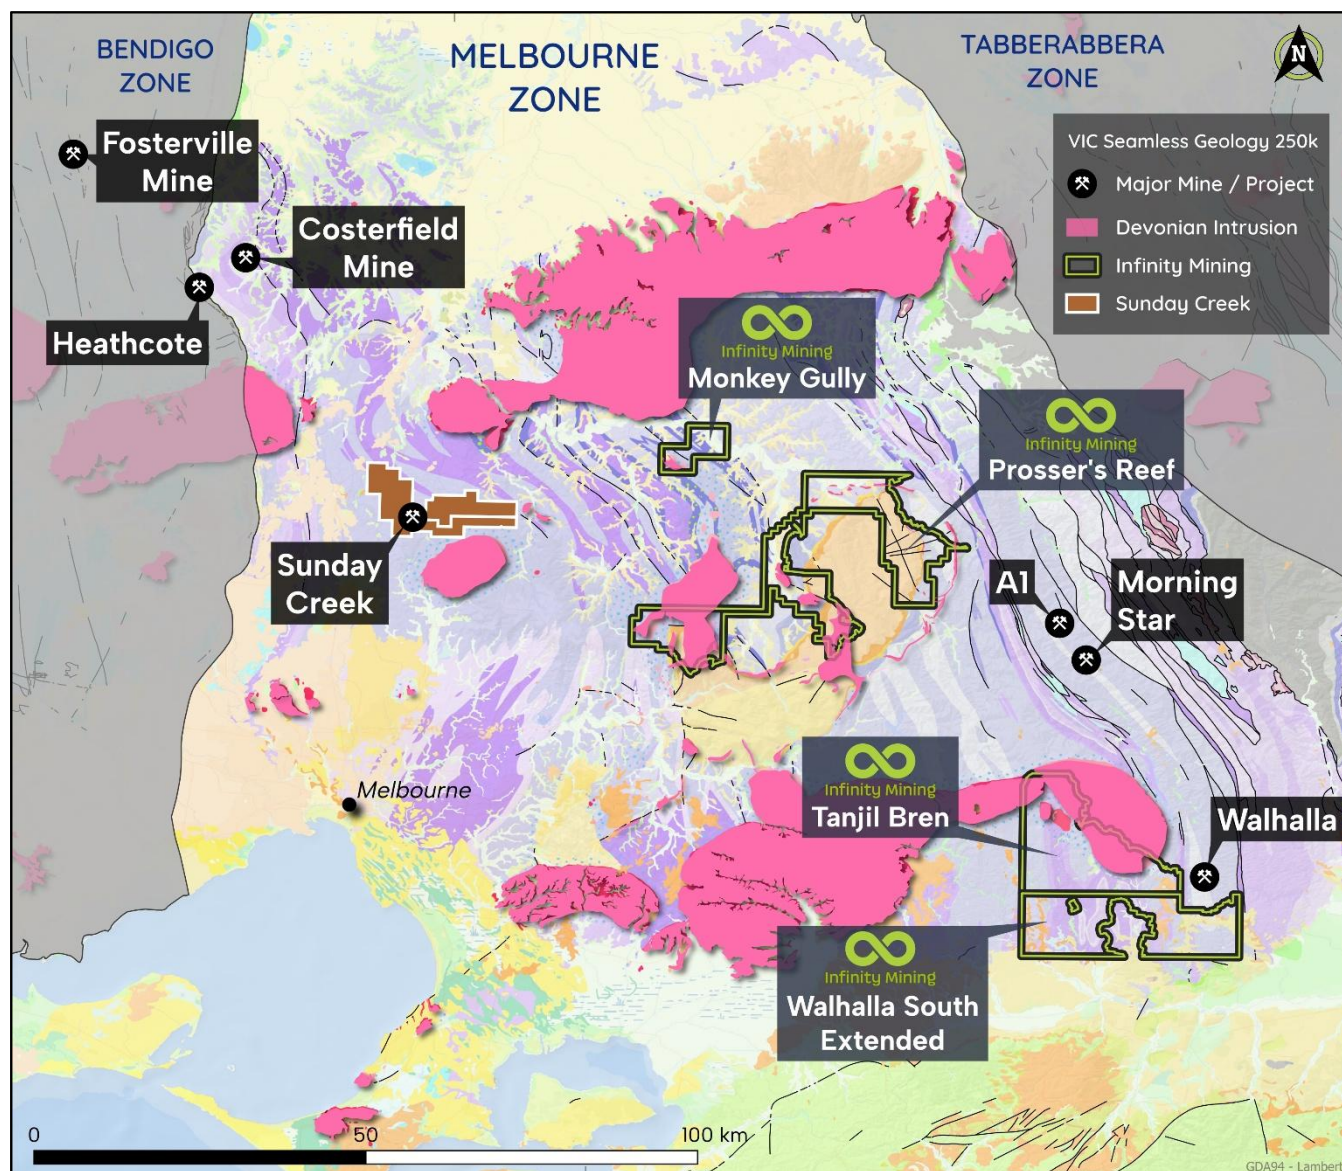 BENDIGO
ZONE
MELBOURNE
ZONE
TABBERABBERA
ZONE
N
VIC Seamless Geology 250k
Major Mine / Project
Devonian Intrusion
Infinity Mining
Sunday Creek
Fosterville
Mine
Costerfield
Mine
Heathcote
Infinity Mining
Monkey Gully
Infinity Mining
Prosser's Reef
Sunday
Creek
A1
Morning
Star
Melbourne
Infinity Mining
Tanjil Bren
Walhalla
Infinity Mining
Walhalla South
Extended
0 50 100 km
GDA94 - Lambert